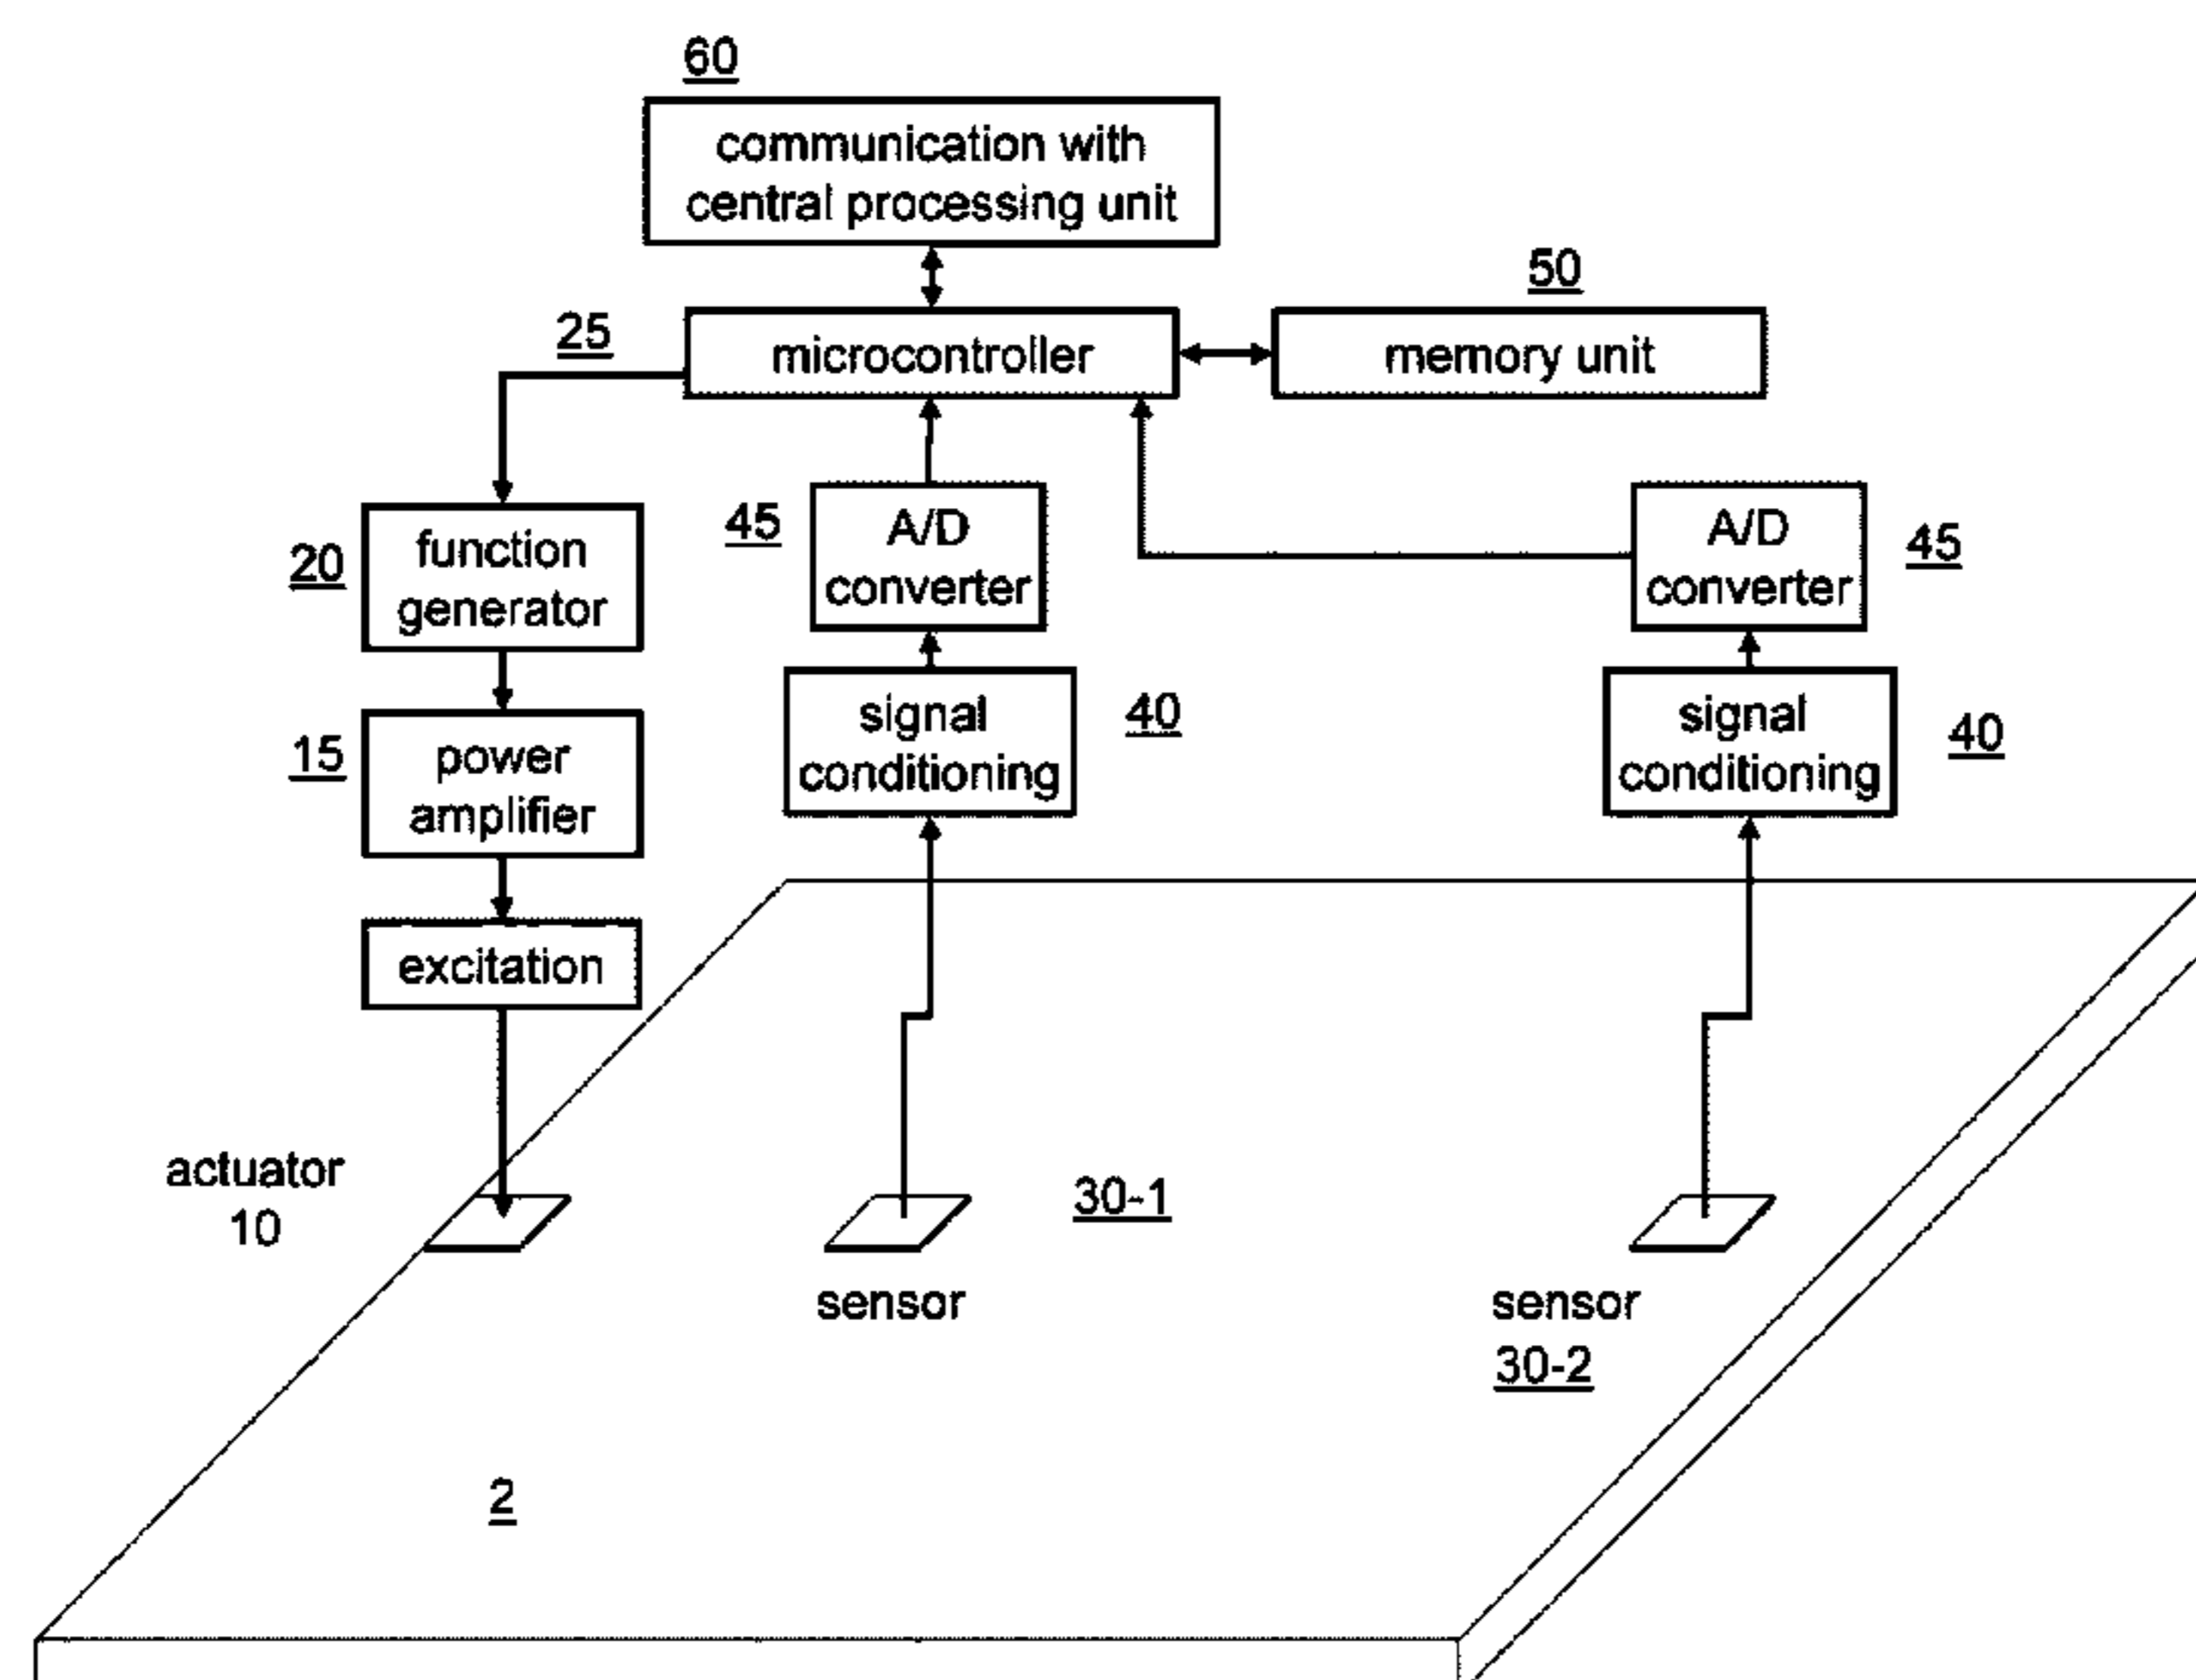 60
communication with
central processing unit
50
25
microcontroller
memory unit
20
function
generator
45
A/D
converter
A/D
converter
45
15
power
amplifier
signal
conditioning
40
signal
conditioning
40
excitation
actuator
10
30-1
sensor
sensor
30-2
2